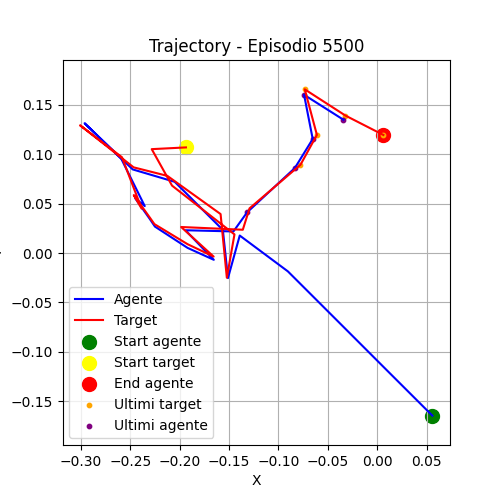 Trajectory - Episodio 5500
0.15
0.10
0.05
0.00
−0.05
−0.10
−0.15
Agente
Target
Start agente
Start target
End agente
Ultimi target
Ultimi agente
−0.30 −0.25 −0.20 −0.15 −0.10 −0.05 0.00 0.05
X